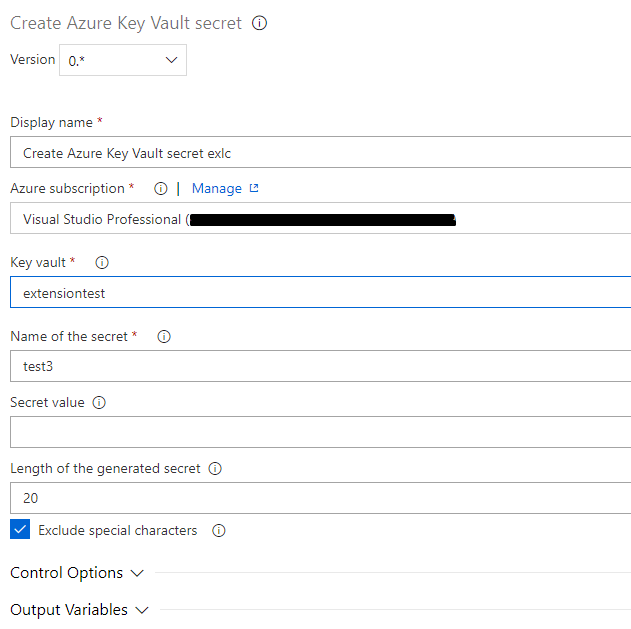 Create Azure Key Vault secret
Version 0.*
Display name *
Create Azure Key Vault secret exlc
Azure subscription * | Manage
Visual Studio Professional (
Key vault *
extensiontest
Name of the secret *
test3
Secret value
Length of the generated secret
20
Exclude special characters
Control Options
Output Variables